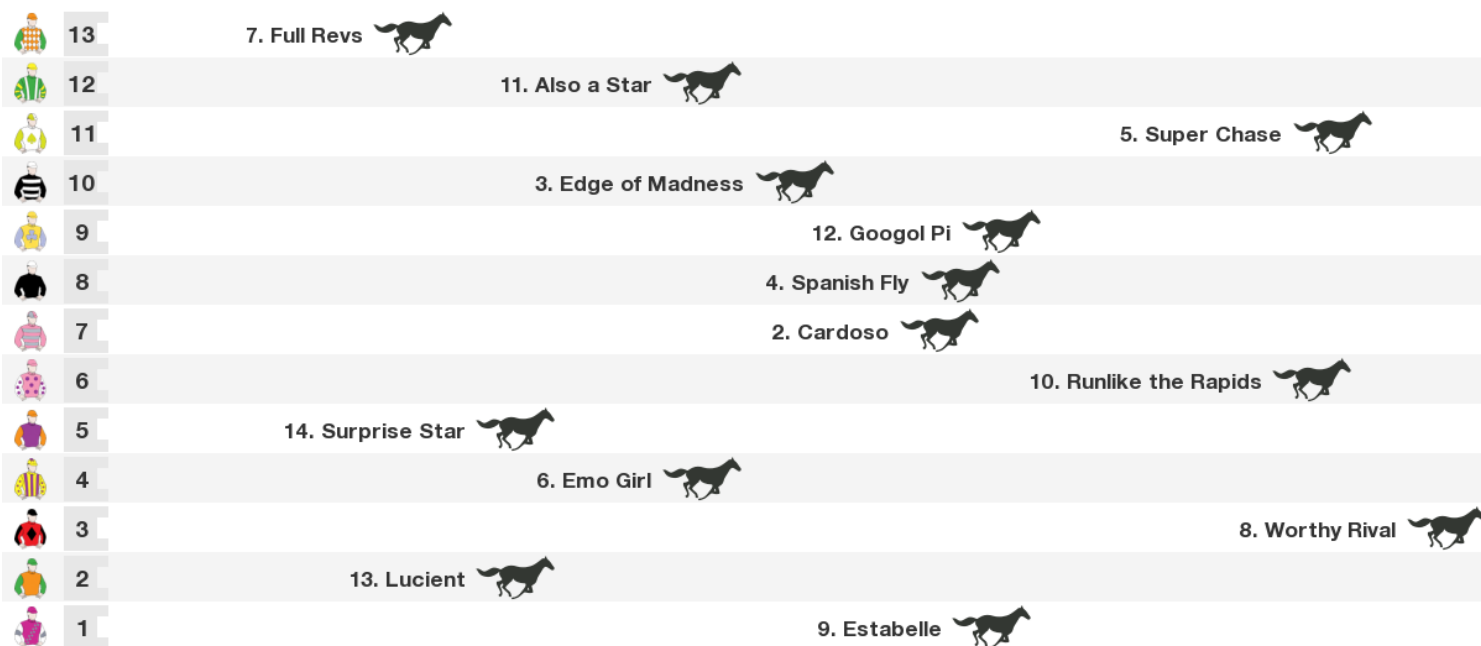 13 7. Full Revs
12 11. Also a Star
11 5. Super Chase
10 3. Edge of Madness
9 12. Googol Pi
8 4. Spanish Fly
7 2. Cardoso
6 10. Runlike the Rapids
5 14. Surprise Star
4 6. Emo Girl
3 8. Worthy Rival
2 13. Lucient
1 9. Estabelle